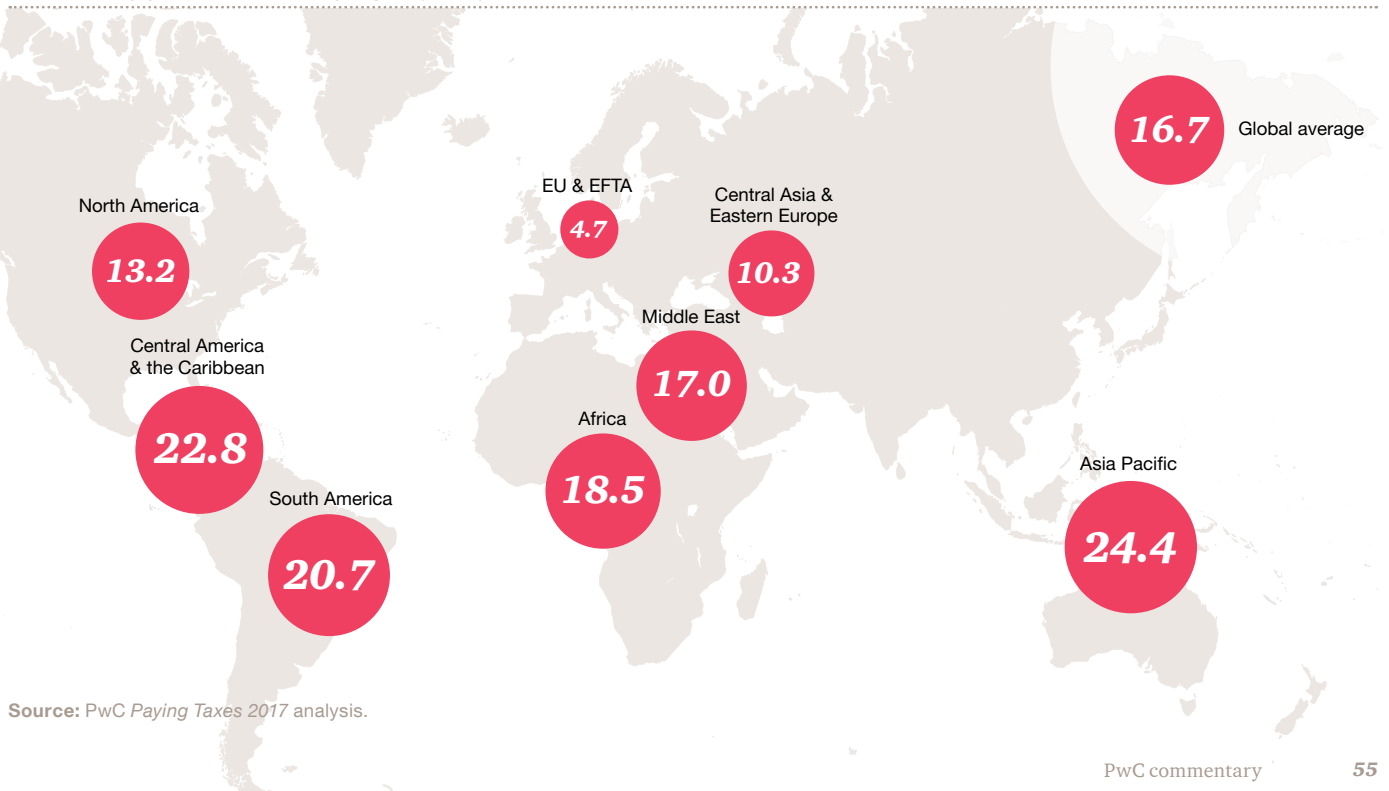 16.7
Global average
EU & EFTA
4.7
Central Asia &
Eastern Europe
10.3
North America
13.2
Middle East
17.0
Central America
& the Caribbean
22.8
Africa
18.5
Asia Pacific
24.4
South America
20.7
Source: PwC Paying Taxes 2017 analysis.
PwC commentary 55